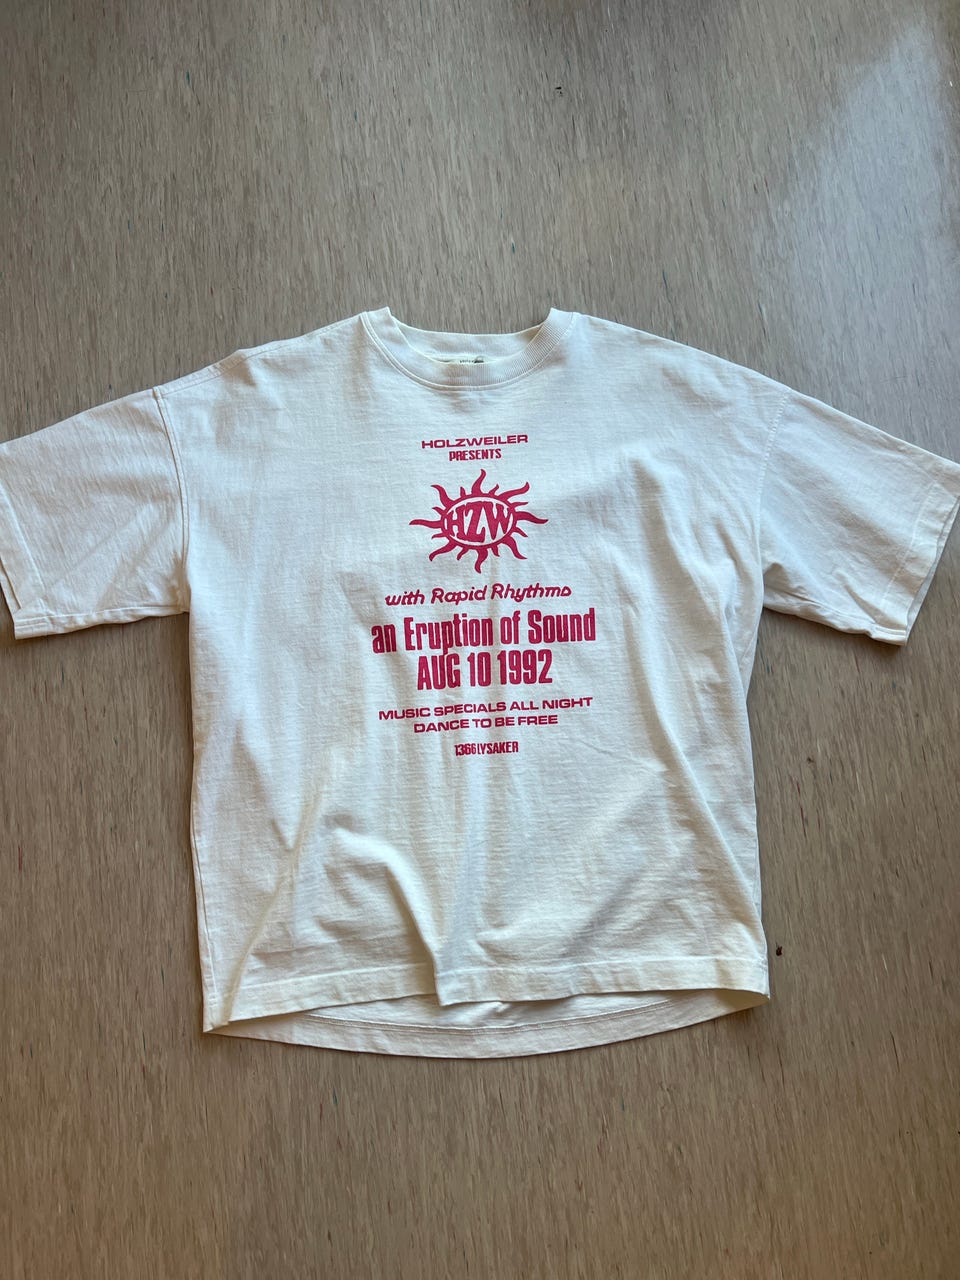 HOLZWEILER
PRESENTS
HZW
with Rapid Rhythms
an Eruption of Sound
AUG 10 1992
MUSIC SPECIALS ALL NIGHT
DANCE TO BE FREE
1366 LYSAKER